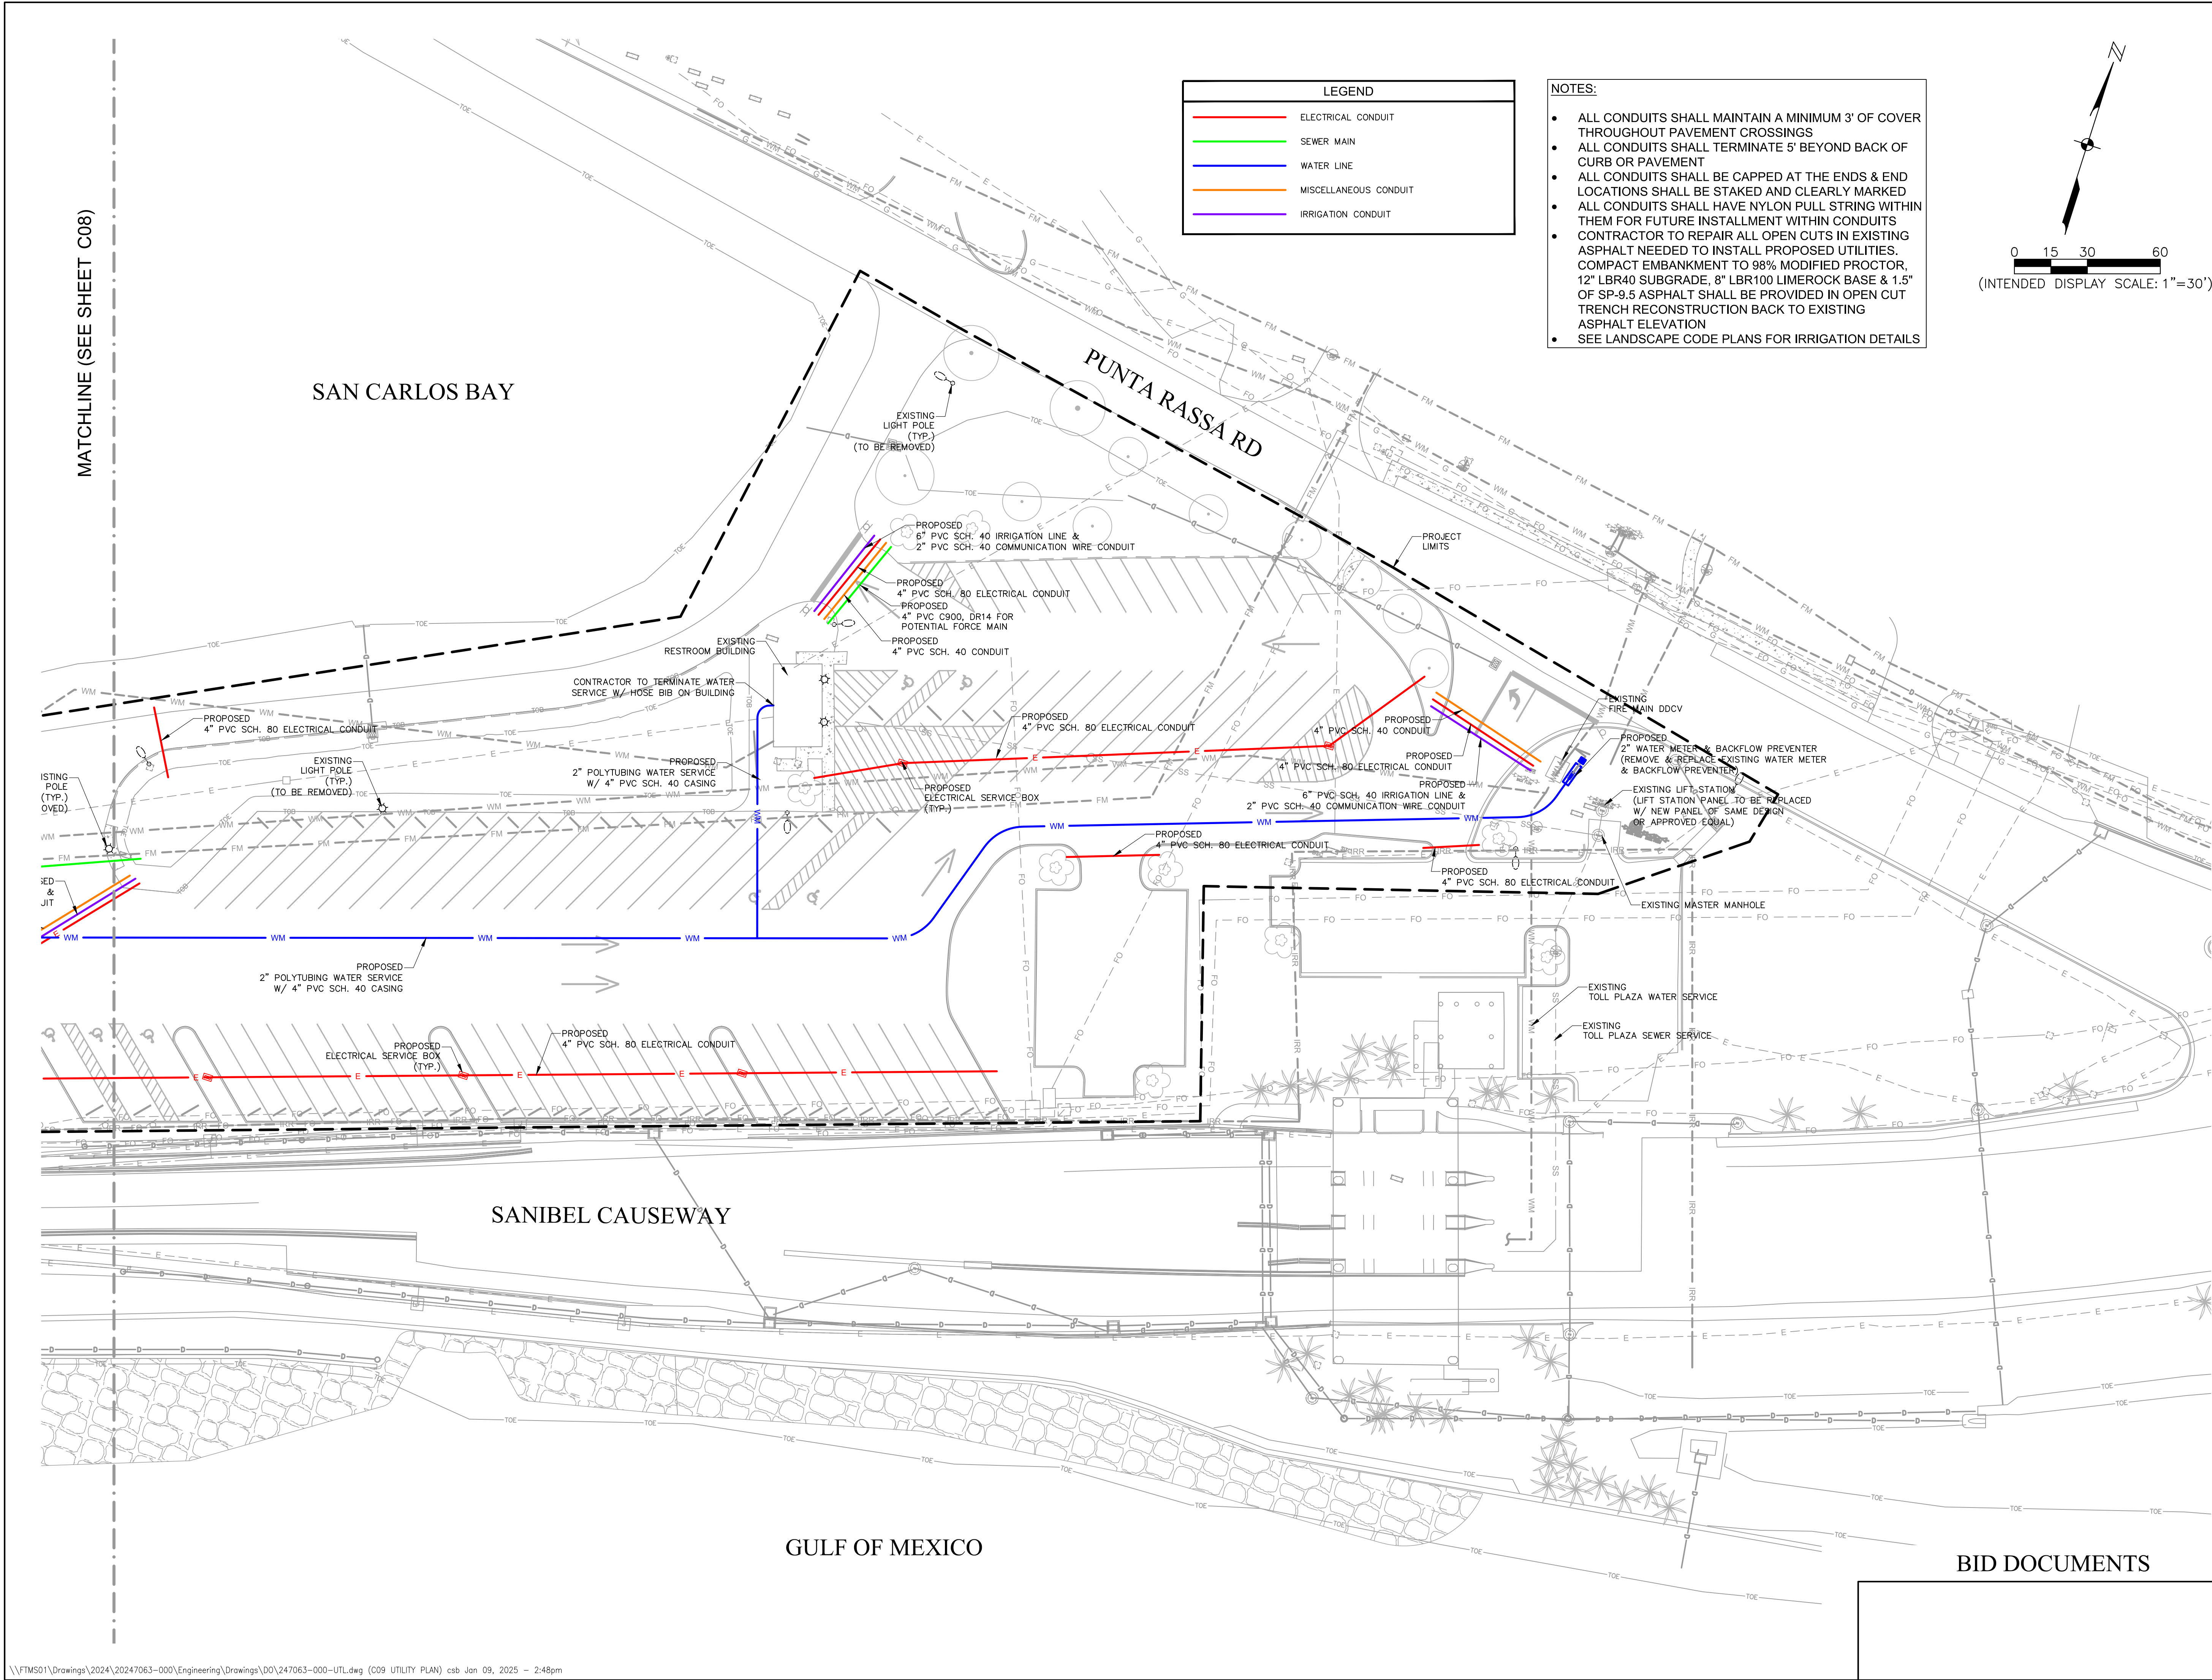 MATCHLINE (SEE SHEET C08)
SAN CARLOS BAY
PUNTA RASSA RD
SANIBEL CAUSEWAY
GULF OF MEXICO
LEGEND
ELECTRICAL CONDUIT
SEWER MAIN
WATER LINE
MISCELLANEOUS CONDUIT
IRRIGATION CONDUIT
NOTES:
• ALL CONDUITS SHALL MAINTAIN A MINIMUM 3' OF COVER
THROUGHOUT PAVEMENT CROSSINGS
• ALL CONDUITS SHALL TERMINATE 5' BEYOND BACK OF
CURB OR PAVEMENT
• ALL CONDUITS SHALL BE CAPPED AT THE ENDS & END
LOCATIONS SHALL BE STAKED AND CLEARLY MARKED
• ALL CONDUITS SHALL HAVE NYLON PULL STRING WITHIN
THEM FOR FUTURE INSTALLMENT WITHIN CONDUITS
• CONTRACTOR TO REPAIR ALL OPEN CUTS IN EXISTING
ASPHALT NEEDED TO INSTALL PROPOSED UTILITIES.
COMPACT EMBANKMENT TO 98% MODIFIED PROCTOR,
12" LBR40 SUBGRADE, 8" LBR100 LIMEROCK BASE & 1.5"
OF SP-9.5 ASPHALT SHALL BE PROVIDED IN OPEN CUT
TRENCH RECONSTRUCTION BACK TO EXISTING
ASPHALT ELEVATION
• SEE LANDSCAPE CODE PLANS FOR IRRIGATION DETAILS
N
0 15 30 60
(INTENDED DISPLAY SCALE: 1"=30')
EXISTING
LIGHT POLE
(TYP.)
(TO BE REMOVED)
PROPOSED
6" PVC SCH. 40 IRRIGATION LINE &
2" PVC SCH. 40 COMMUNICATION WIRE CONDUIT
PROPOSED
4" PVC SCH. 80 ELECTRICAL CONDUIT
PROPOSED
4" PVC C900, DR14 FOR
POTENTIAL FORCE MAIN
PROPOSED
4" PVC SCH. 40 CONDUIT
PROJECT
LIMITS
EXISTING
RESTROOM BUILDING
CONTRACTOR TO TERMINATE WATER
SERVICE W/ HOSE BIB ON BUILDING
PROPOSED
4" PVC SCH. 80 ELECTRICAL CONDUIT
EXISTING
LIGHT POLE
(TYP.)
(TO BE REMOVED)
PROPOSED
2" POLYTUBING WATER SERVICE
W/ 4" PVC SCH. 40 CASING
PROPOSED
4" PVC SCH. 80 ELECTRICAL CONDUIT
PROPOSED
ELECTRICAL SERVICE BOX
(TYP.)
PROPOSED
4" PVC SCH. 40 CONDUIT
PROPOSED
4" PVC SCH. 80 ELECTRICAL CONDUIT
PROPOSED
6" PVC SCH. 40 IRRIGATION LINE &
2" PVC SCH. 40 COMMUNICATION WIRE CONDUIT
EXISTING
FIRE MAIN DDCV
PROPOSED
2" WATER METER & BACKFLOW PREVENTER
(REMOVE & REPLACE EXISTING WATER METER
& BACKFLOW PREVENTER)
EXISTING LIFT STATION
(LIFT STATION PANEL TO BE REPLACED
W/ NEW PANEL OF SAME DESIGN
OR APPROVED EQUAL)
PROPOSED
4" PVC SCH. 80 ELECTRICAL CONDUIT
PROPOSED
4" PVC SCH. 80 ELECTRICAL CONDUIT
EXISTING MASTER MANHOLE
ISTING
POLE
(TYP.)
OVED)
SED
&
UIT
PROPOSED
2" POLYTUBING WATER SERVICE
W/ 4" PVC SCH. 40 CASING
EXISTING
TOLL PLAZA WATER SERVICE
EXISTING
TOLL PLAZA SEWER SERVICE
PROPOSED
ELECTRICAL SERVICE BOX
(TYP.)
PROPOSED
4" PVC SCH. 80 ELECTRICAL CONDUIT
BID DOCUMENTS
\\FTMS01\Drawings\2024\20247063-000\Engineering\Drawings\DO\247063-000-UTL.dwg (C09 UTILITY PLAN) csb Jan 09, 2025 - 2:48pm